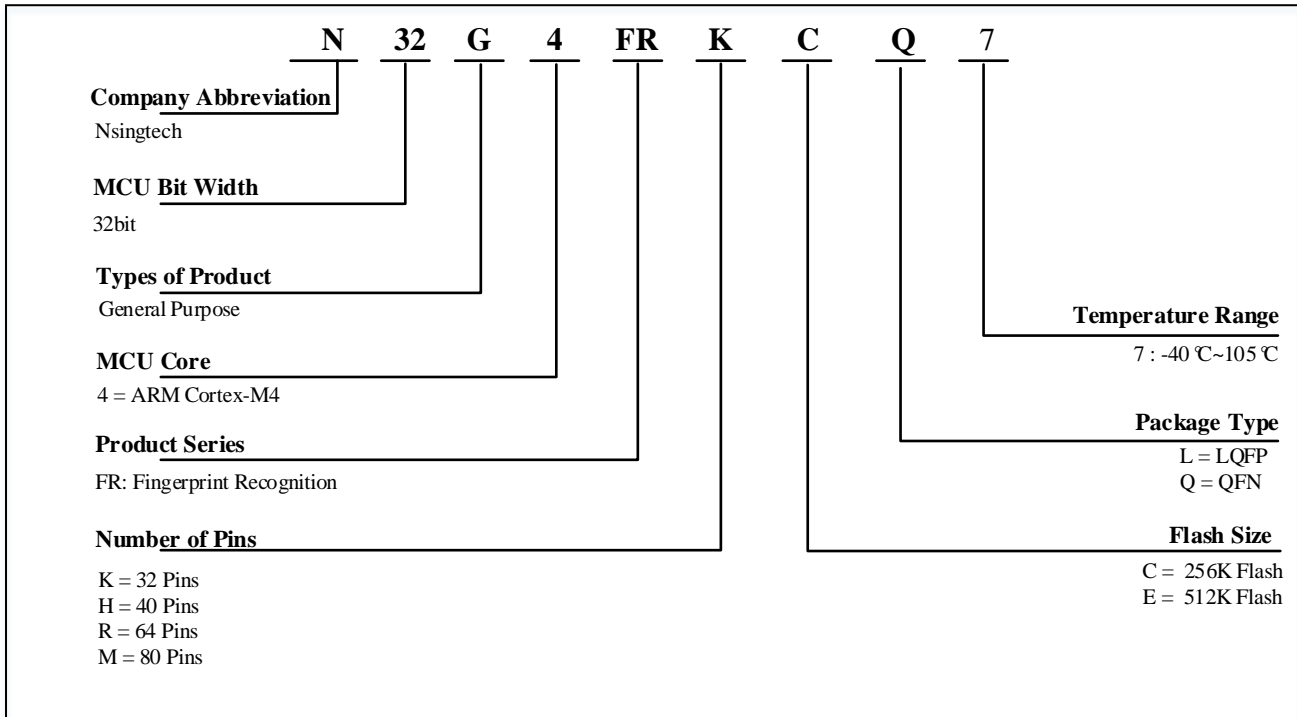 N 32 G 4 FR K C Q 7
Company Abbreviation
Nsingtech
MCU Bit Width
32bit
Types of Product
General Purpose
MCU Core
4 = ARM Cortex-M4
Product Series
FR: Fingerprint Recognition
Number of Pins
K = 32 Pins
H = 40 Pins
R = 64 Pins
M = 80 Pins
Temperature Range
7 : -40℃~105℃
Package Type
L = LQFP
Q = QFN
Flash Size
C = 256K Flash
E = 512K Flash